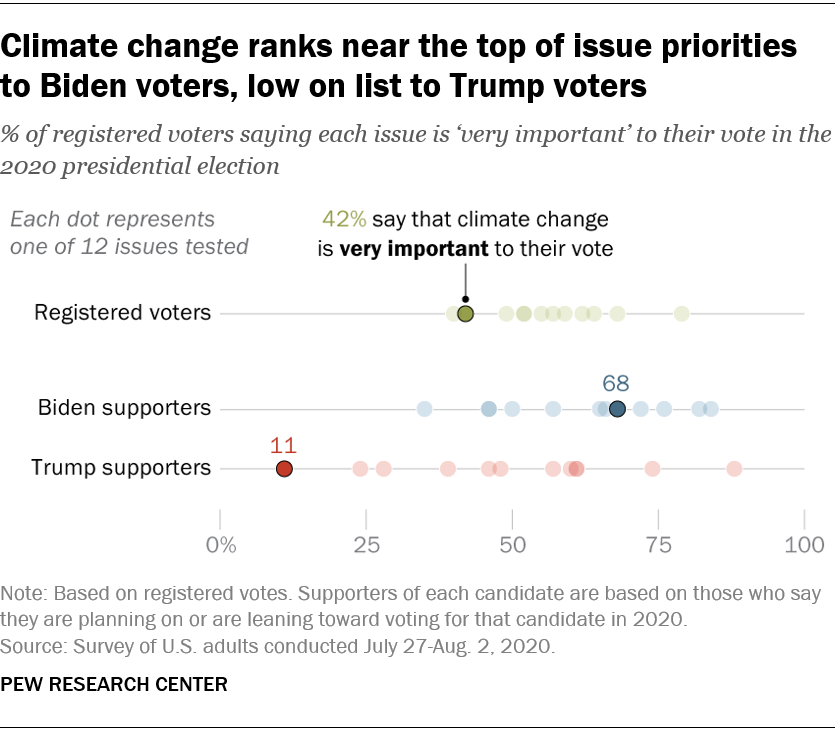 Climate change ranks near the top of issue priorities
to Biden voters, low on list to Trump voters
% of registered voters saying each issue is ‘very important’ to their vote in the
2020 presidential election
Each dot represents
one of 12 issues tested
42% say that climate change
is very important to their vote
Registered voters
68
Biden supporters
11
Trump supporters
0% 25 50 75 100
Note: Based on registered votes. Supporters of each candidate are based on those who say
they are planning on or are leaning toward voting for that candidate in 2020.
Source: Survey of U.S. adults conducted July 27-Aug. 2, 2020.
PEW RESEARCH CENTER